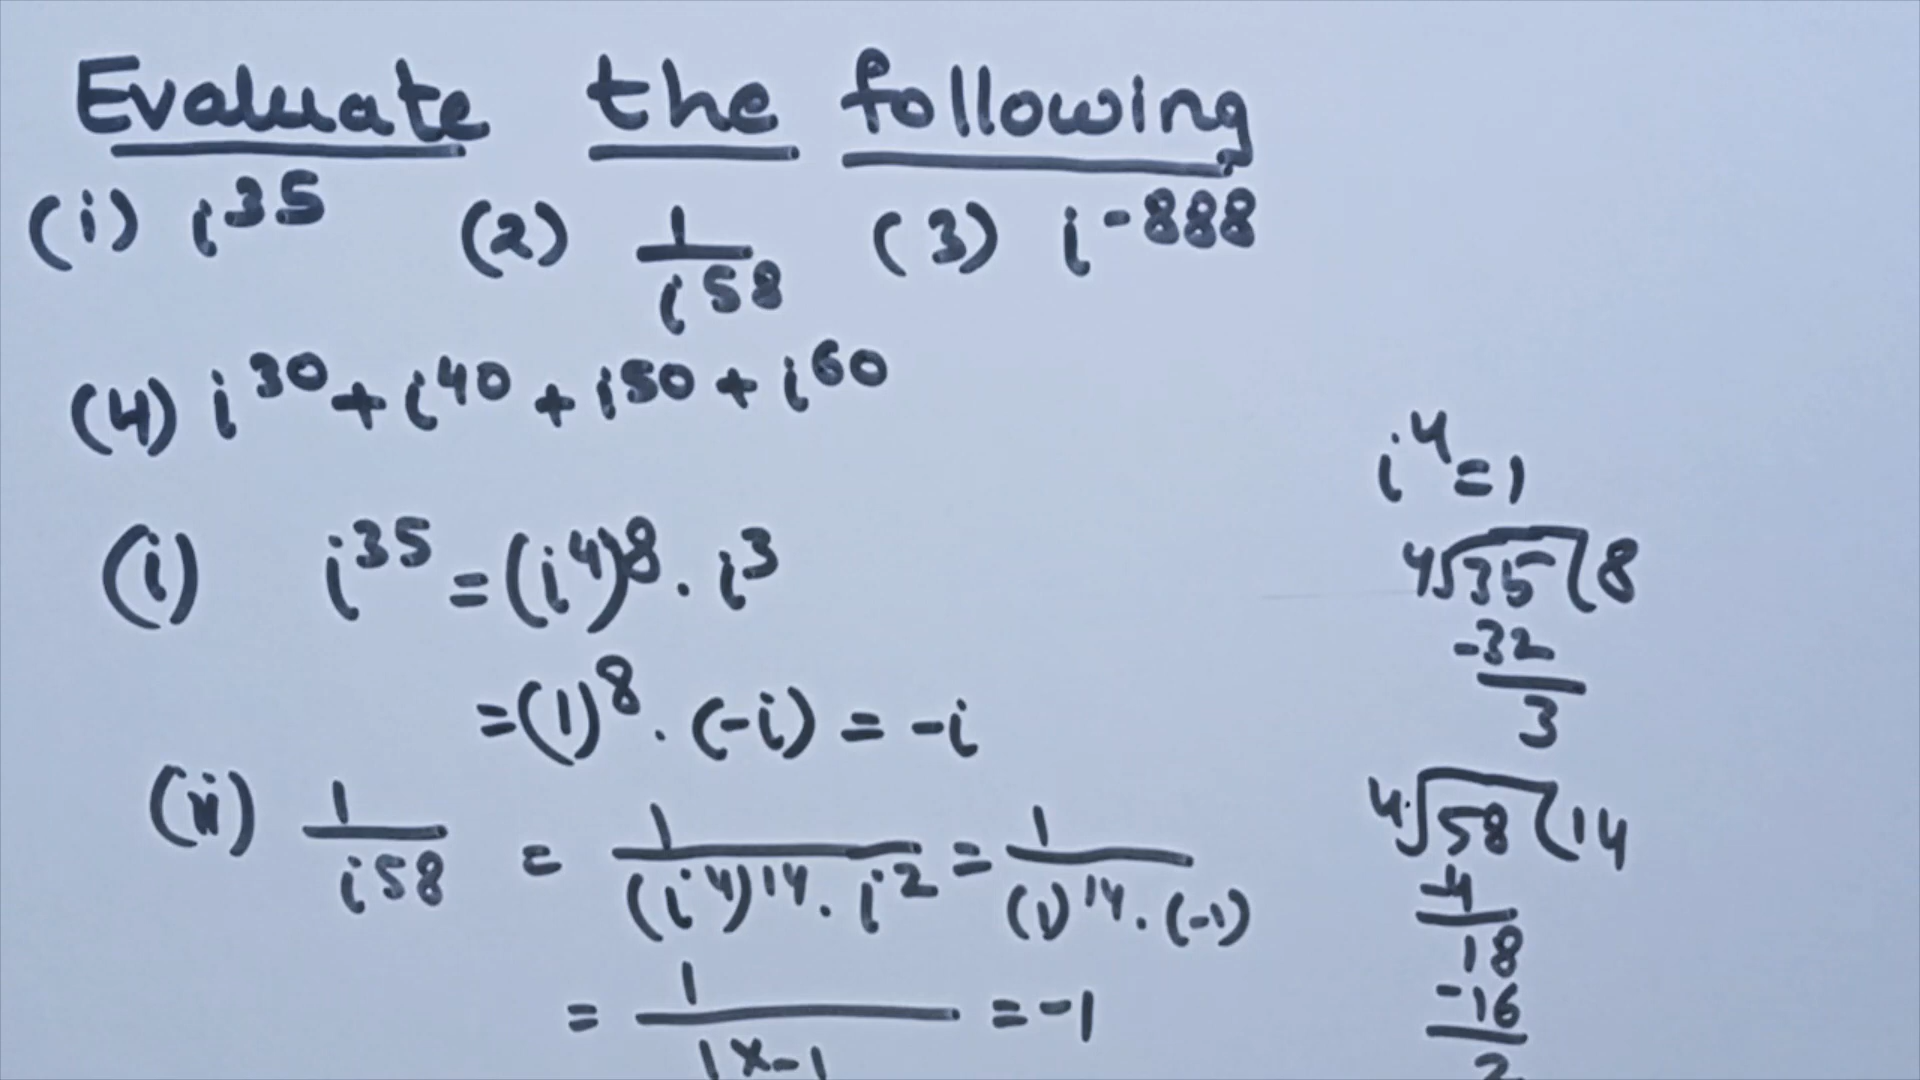 Evaluate the following
(i) i^35 (2) 1/i^58 (3) i^-888
(4) i^30 + i^40 + i^50 + i^60
i^4 = 1
(i) i^35 = (i^4)^8 . i^3
= (1)^8 . (-i) = -i
(ii) 1/i58 = 1/((i^4)^14 . i^2) = 1/((1)^14 . (-1))
= 1/(1 x -1) = -1
4 35 8
-32
3
4 58 14
-4
18
-16
2